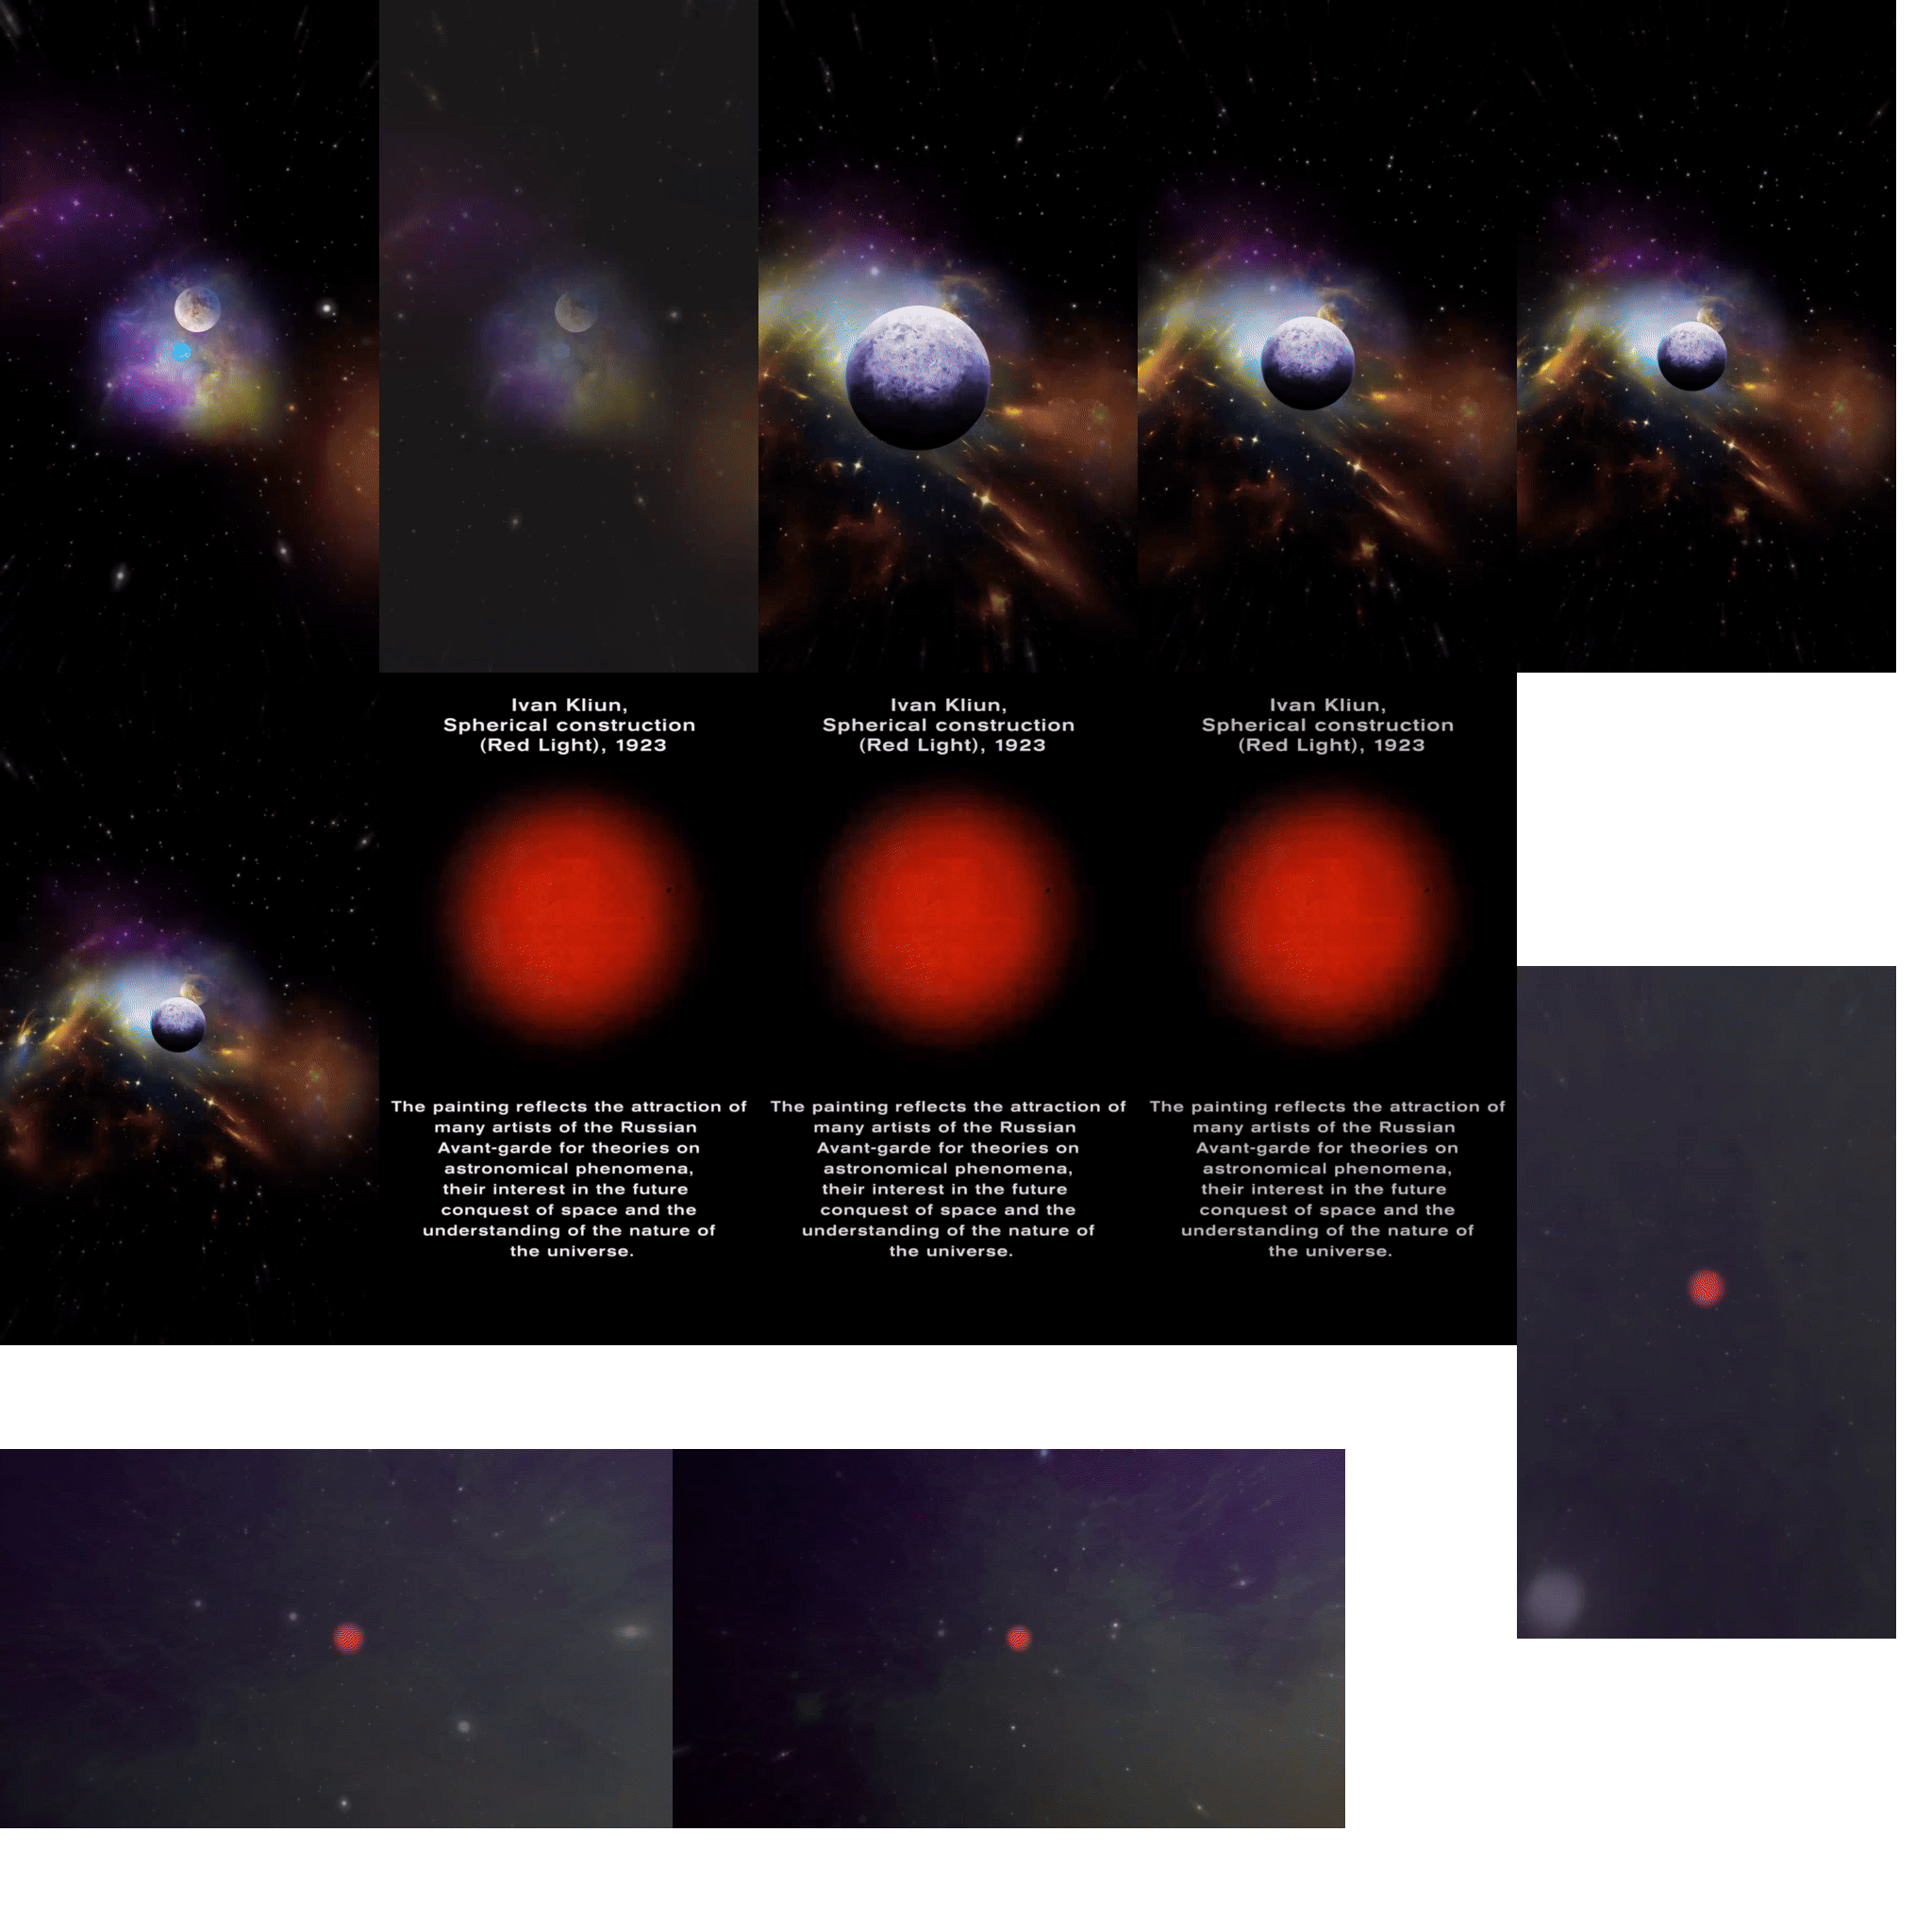 Ivan Kliun,
Spherical construction
(Red Light), 1923
The painting reflects the attraction of
many artists of the Russian
Avant-garde for theories on
astronomical phenomena,
their interest in the future
conquest of space and the
understanding of the nature of
the universe.
Ivan Kliun,
Spherical construction
(Red Light), 1923
The painting reflects the attraction of
many artists of the Russian
Avant-garde for theories on
astronomical phenomena,
their interest in the future
conquest of space and the
understanding of the nature of
the universe.
Ivan Kliun,
Spherical construction
(Red Light), 1923
The painting reflects the attraction of
many artists of the Russian
Avant-garde for theories on
astronomical phenomena,
their interest in the future
conquest of space and the
understanding of the nature of
the universe.